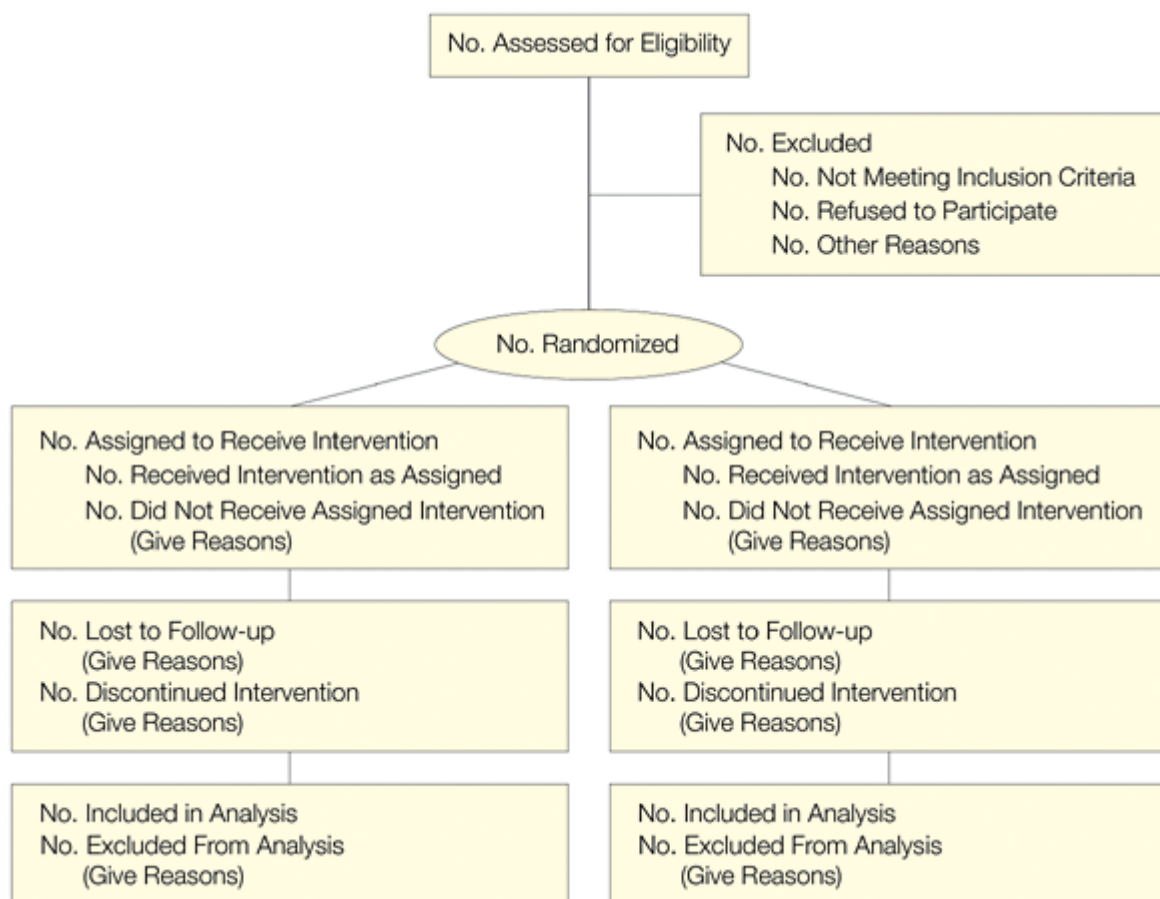 No. Assessed for Eligibility
No. Excluded
No. Not Meeting Inclusion Criteria
No. Refused to Participate
No. Other Reasons
No. Randomized
No. Assigned to Receive Intervention
No. Received Intervention as Assigned
No. Did Not Receive Assigned Intervention
(Give Reasons)
No. Assigned to Receive Intervention
No. Received Intervention as Assigned
No. Did Not Receive Assigned Intervention
(Give Reasons)
No. Lost to Follow-up
(Give Reasons)
No. Discontinued Intervention
(Give Reasons)
No. Lost to Follow-up
(Give Reasons)
No. Discontinued Intervention
(Give Reasons)
No. Included in Analysis
No. Excluded From Analysis
(Give Reasons)
No. Included in Analysis
No. Excluded From Analysis
(Give Reasons)